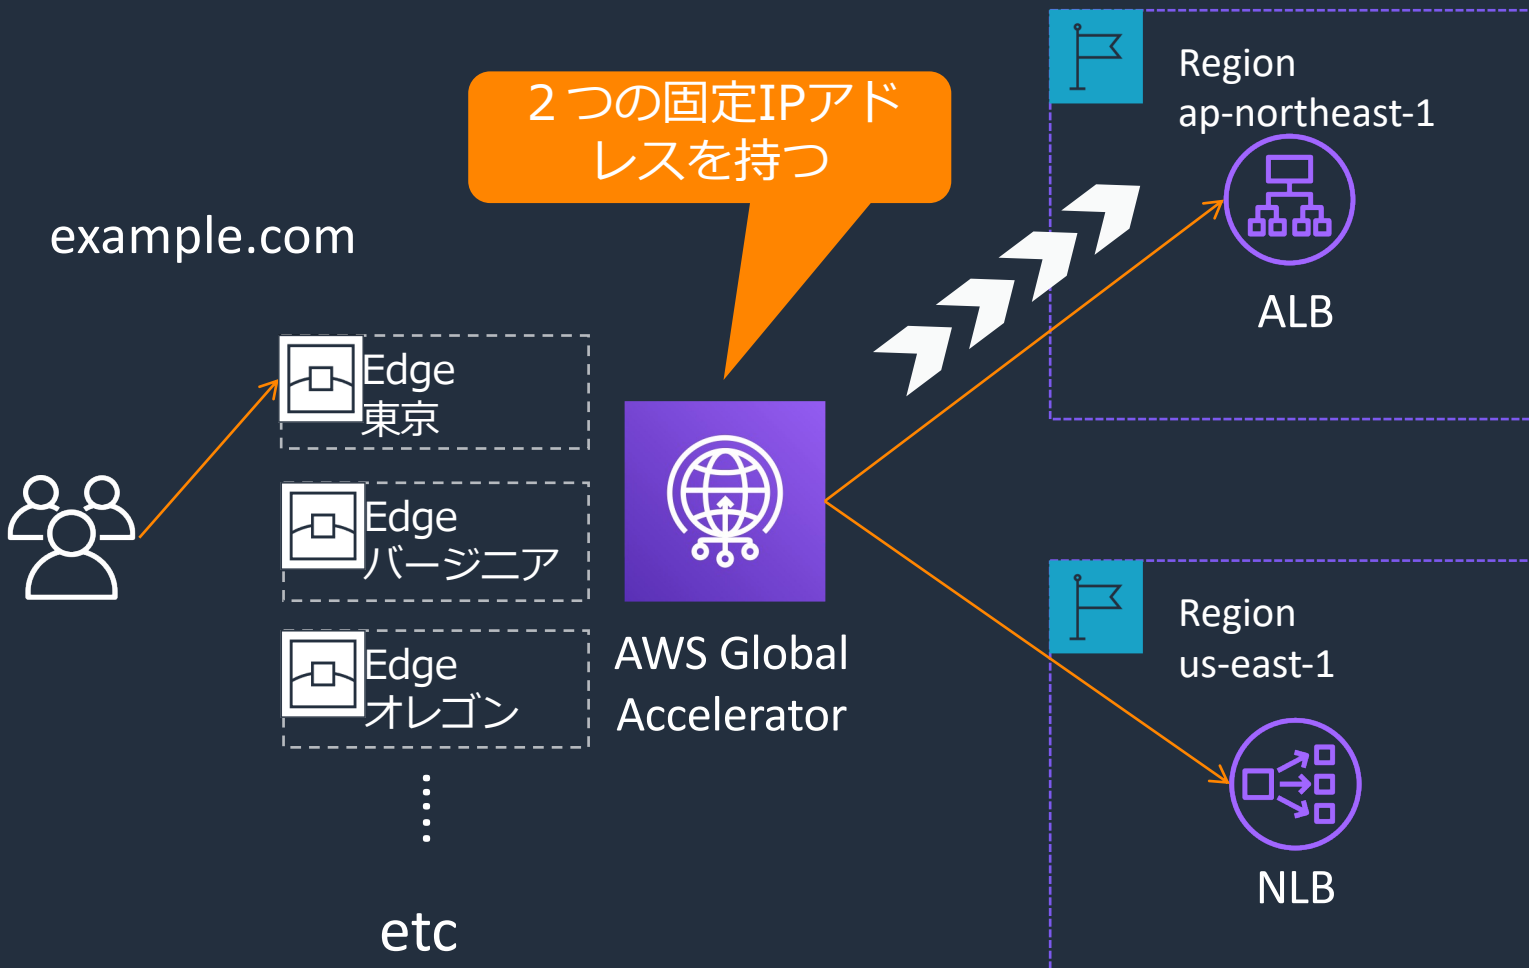 ２つの固定IPアド
レスを持つ
example.com
Edge
東京
Edge
バージニア
Edge
オレゴン
etc
AWS Global
Accelerator
Region
ap-northeast-1
ALB
Region
us-east-1
NLB